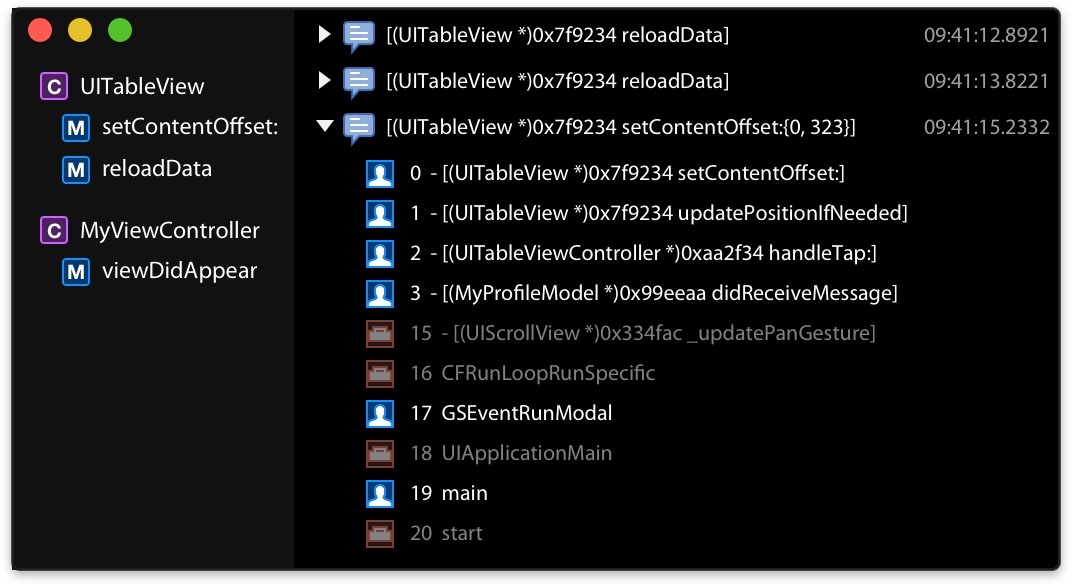 C UITableView
M setContentOffset:
M reloadData
C MyViewController
M viewDidAppear
[(UITableView *)0x7f9234 reloadData] 09:41:12.8921
[(UITableView *)0x7f9234 reloadData] 09:41:13.8221
[(UITableView *)0x7f9234 setContentOffset:{0, 323}] 09:41:15.2332
0 - [(UITableView *)0x7f9234 setContentOffset:]
1 - [(UITableView *)0x7f9234 updatePositionIfNeeded]
2 - [(UITableViewController *)0xaa2f34 handleTap:]
3 - [(MyProfileModel *)0x99eeaa didReceiveMessage]
15 - [(UIScrollView *)0x334fac _updatePanGesture]
16 CFRunLoopRunSpecific
17 GSEventRunModal
18 UIApplicationMain
19 main
20 start